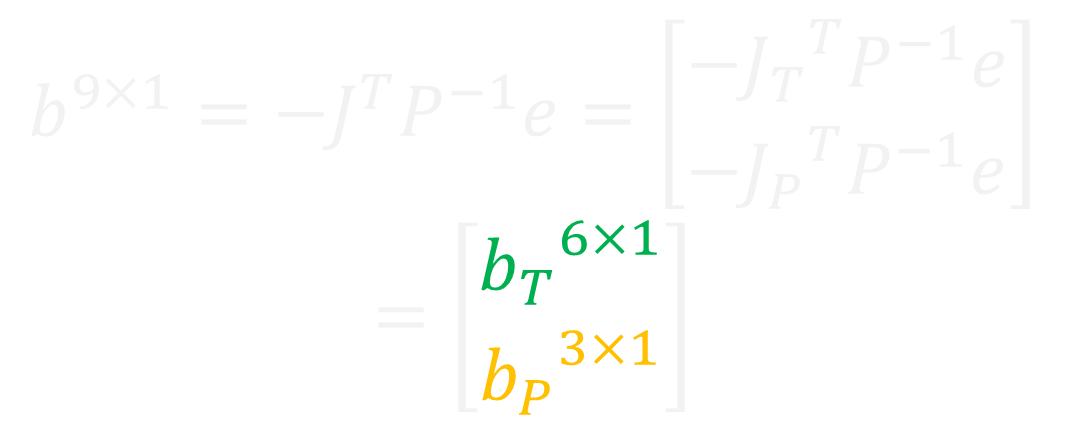 b^{9×1} = −J^T P^{−1} e = [ −J_T^T P^{−1} e
−J_P^T P^{−1} e ]
= [ b_T^{6×1}
b_P^{3×1} ]